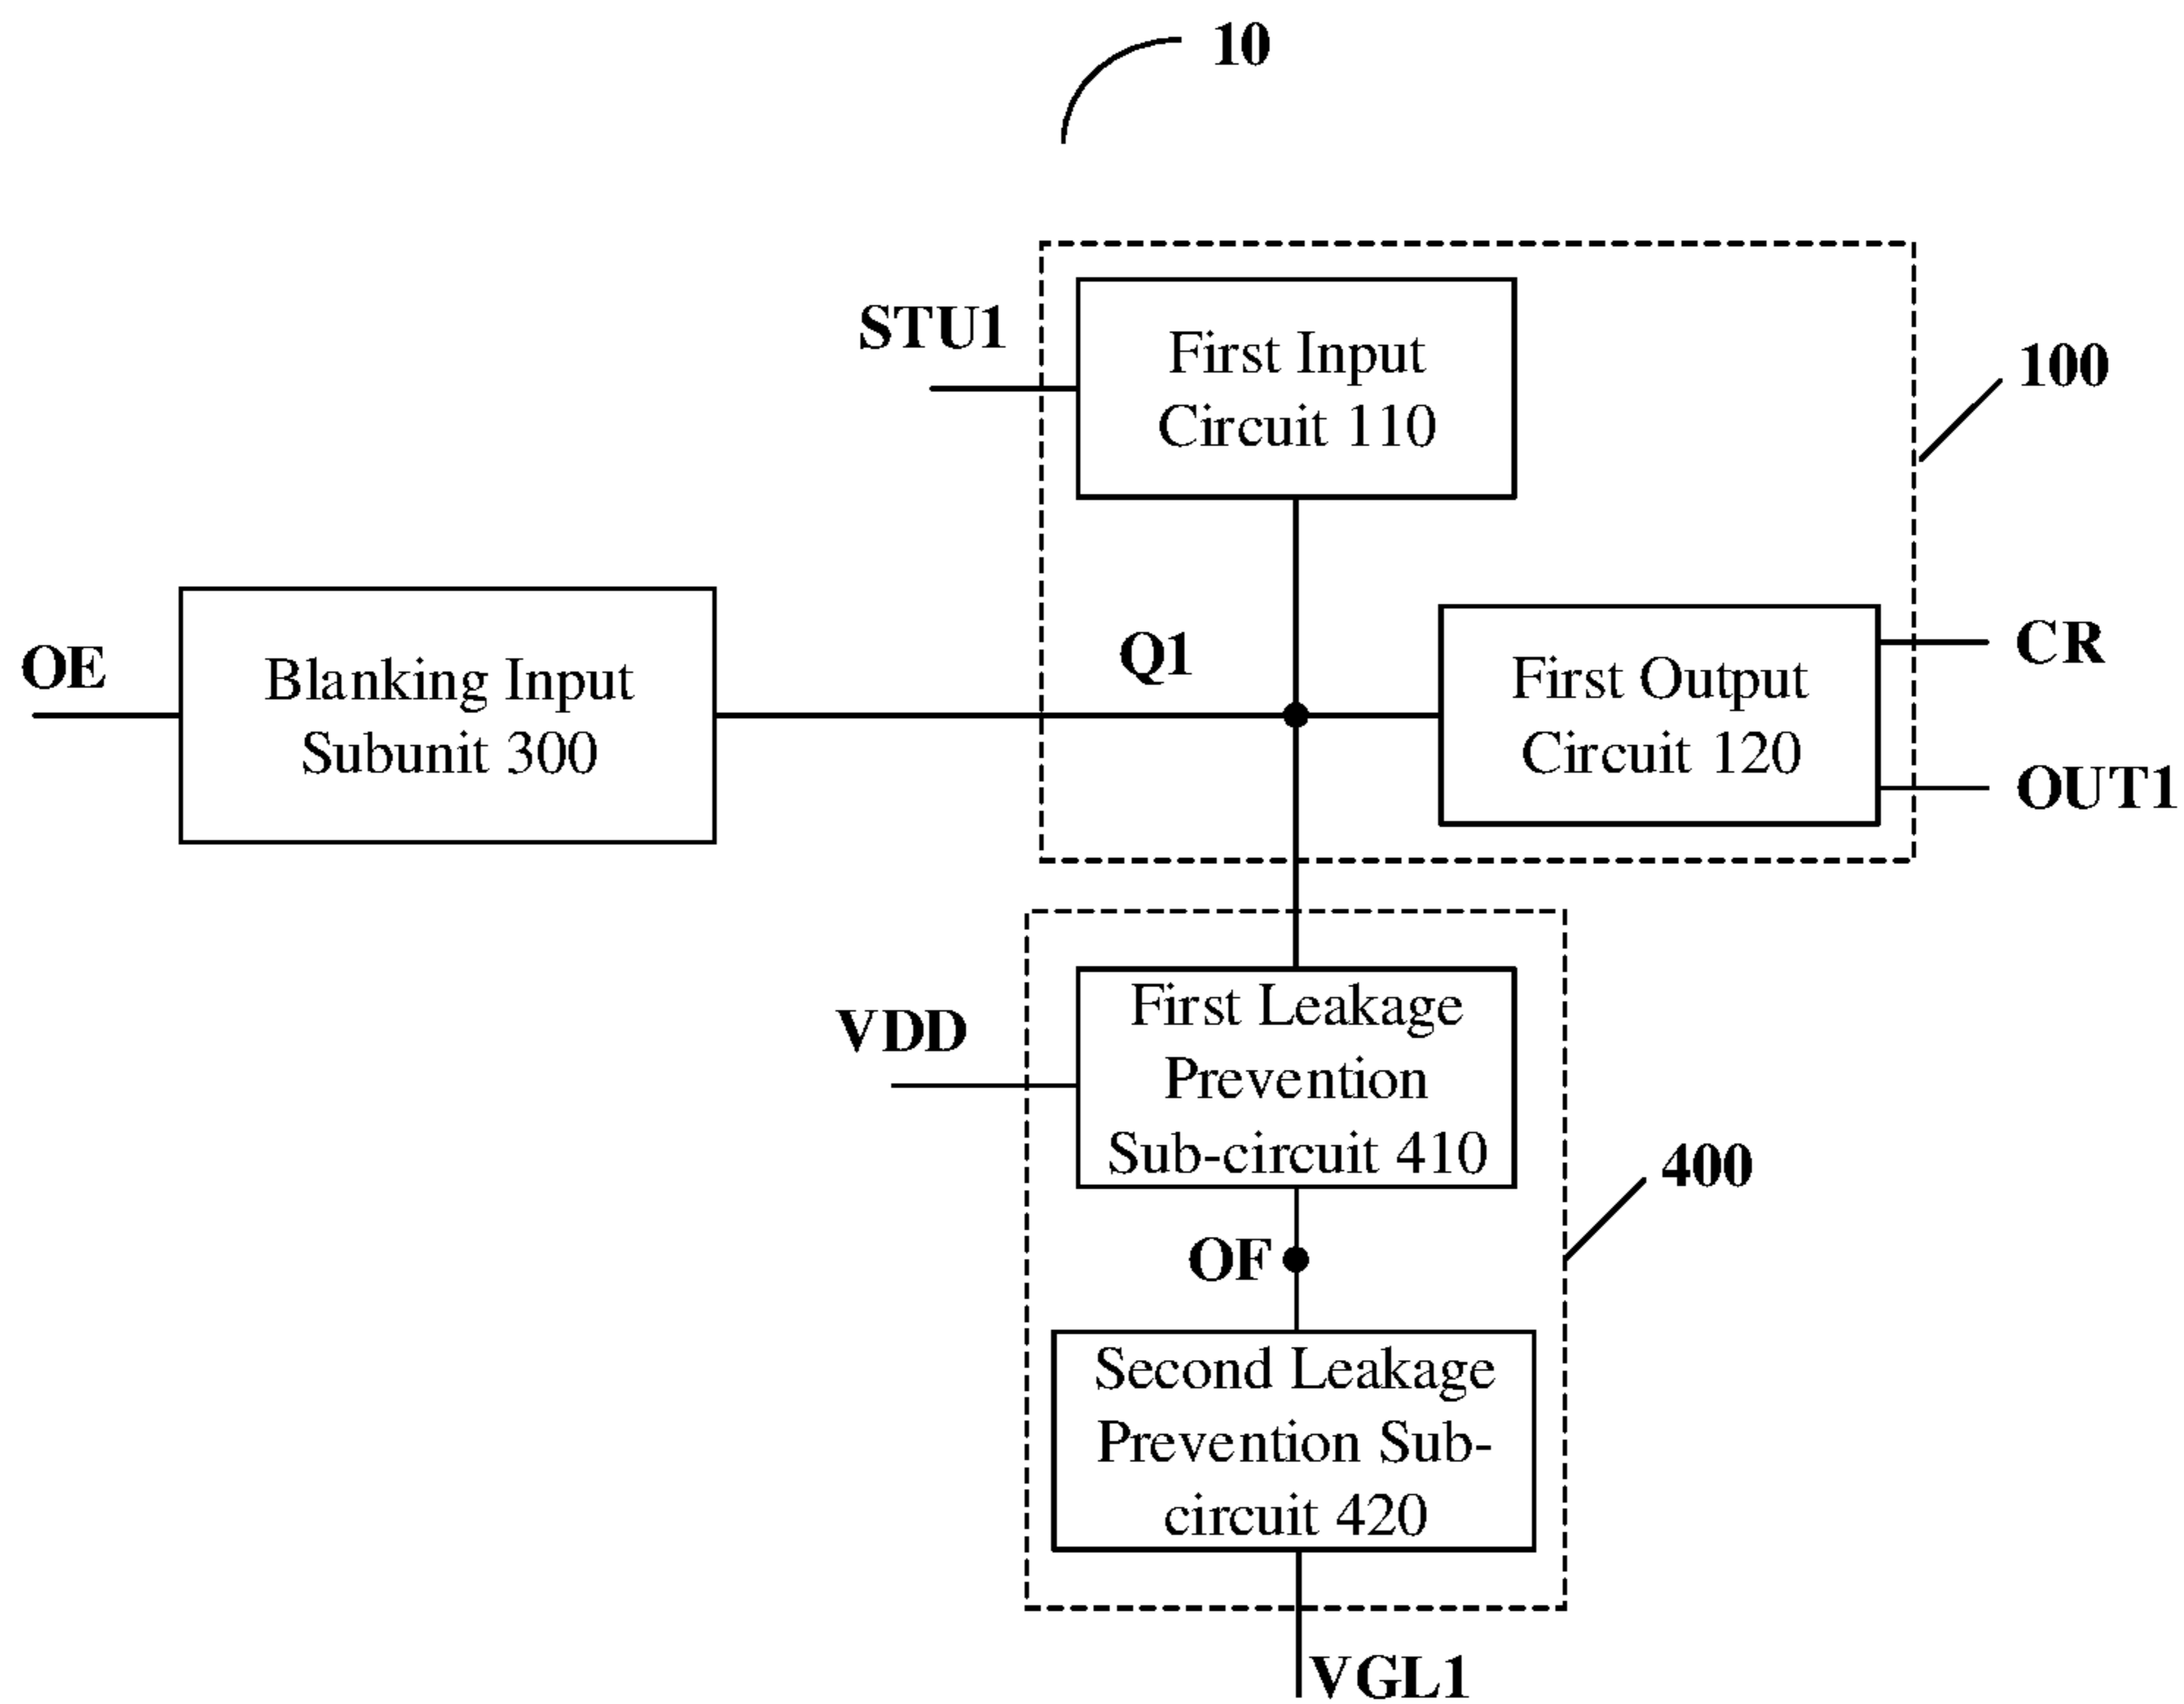 10
STU1
First Input
Circuit 110
100
OE
Blanking Input
Subunit 300
Q1
First Output
Circuit 120
CR
OUT1
VDD
First Leakage
Prevention
Sub-circuit 410
400
OF
Second Leakage
Prevention Sub-
circuit 420
VGL1